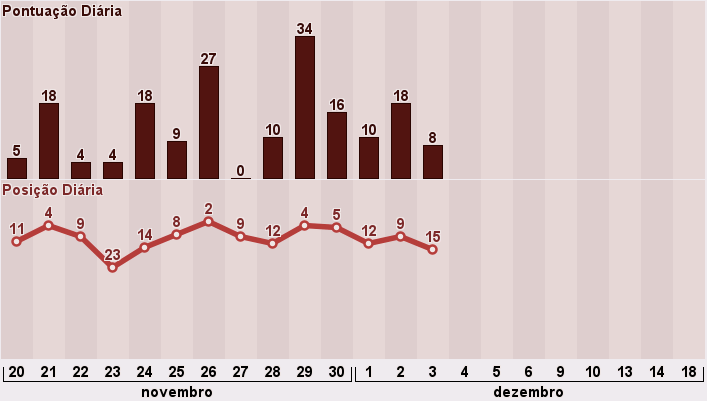 Pontuação Diária
5 18 4 4 18 9 27 0 10 34 16 10 18 8
Posição Diária
11 4 9 23 14 8 2 9 12 4 5 12 9 15
20 21 22 23 24 25 26 27 28 29 30 1 2 3 4 5 6 9 10 13 14 18
novembro dezembro